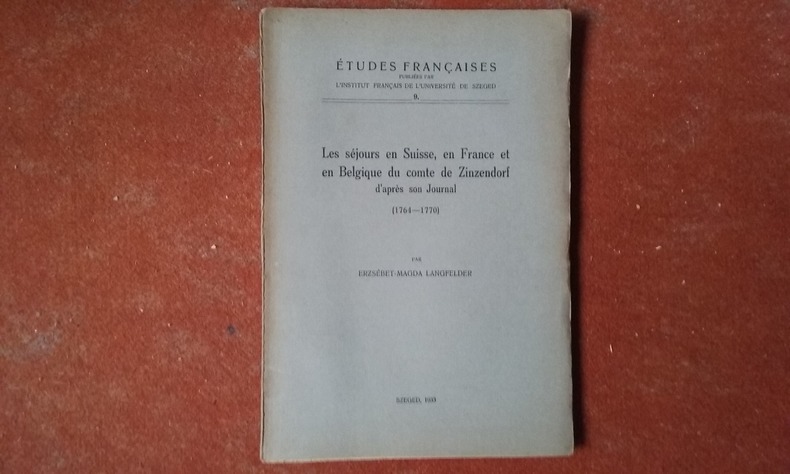 ÉTUDES FRANÇAISES
PUBLIÉES PAR
L'INSTITUT FRANÇAIS DE L'UNIVERSITÉ DE SZEGED
9.
Les séjours en Suisse, en France et
en Belgique du comte de Zinzendorf
d'après son Journal
(1764—1770)
PAR
ERZSÉBET-MAGDA LANGFELDER
SZEGED,